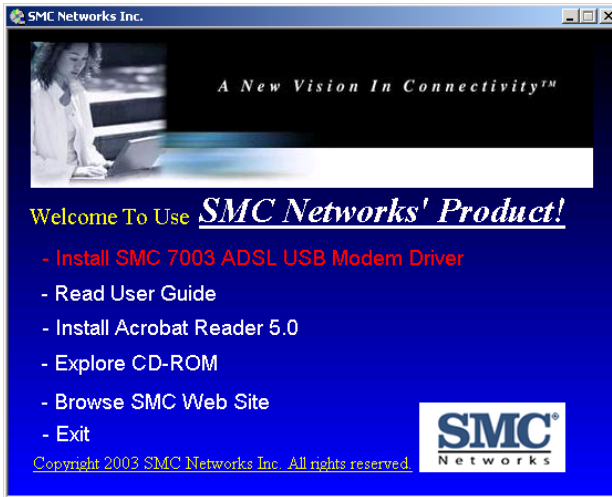 SMC Networks Inc.
A New Vision In Connectivity™
Welcome To Use SMC Networks' Product!
- Install SMC 7003 ADSL USB Modem Driver
- Read User Guide
- Install Acrobat Reader 5.0
- Explore CD-ROM
- Browse SMC Web Site
- Exit
SMC®
Networks
Copyright 2003 SMC Networks Inc. All rights reserved.